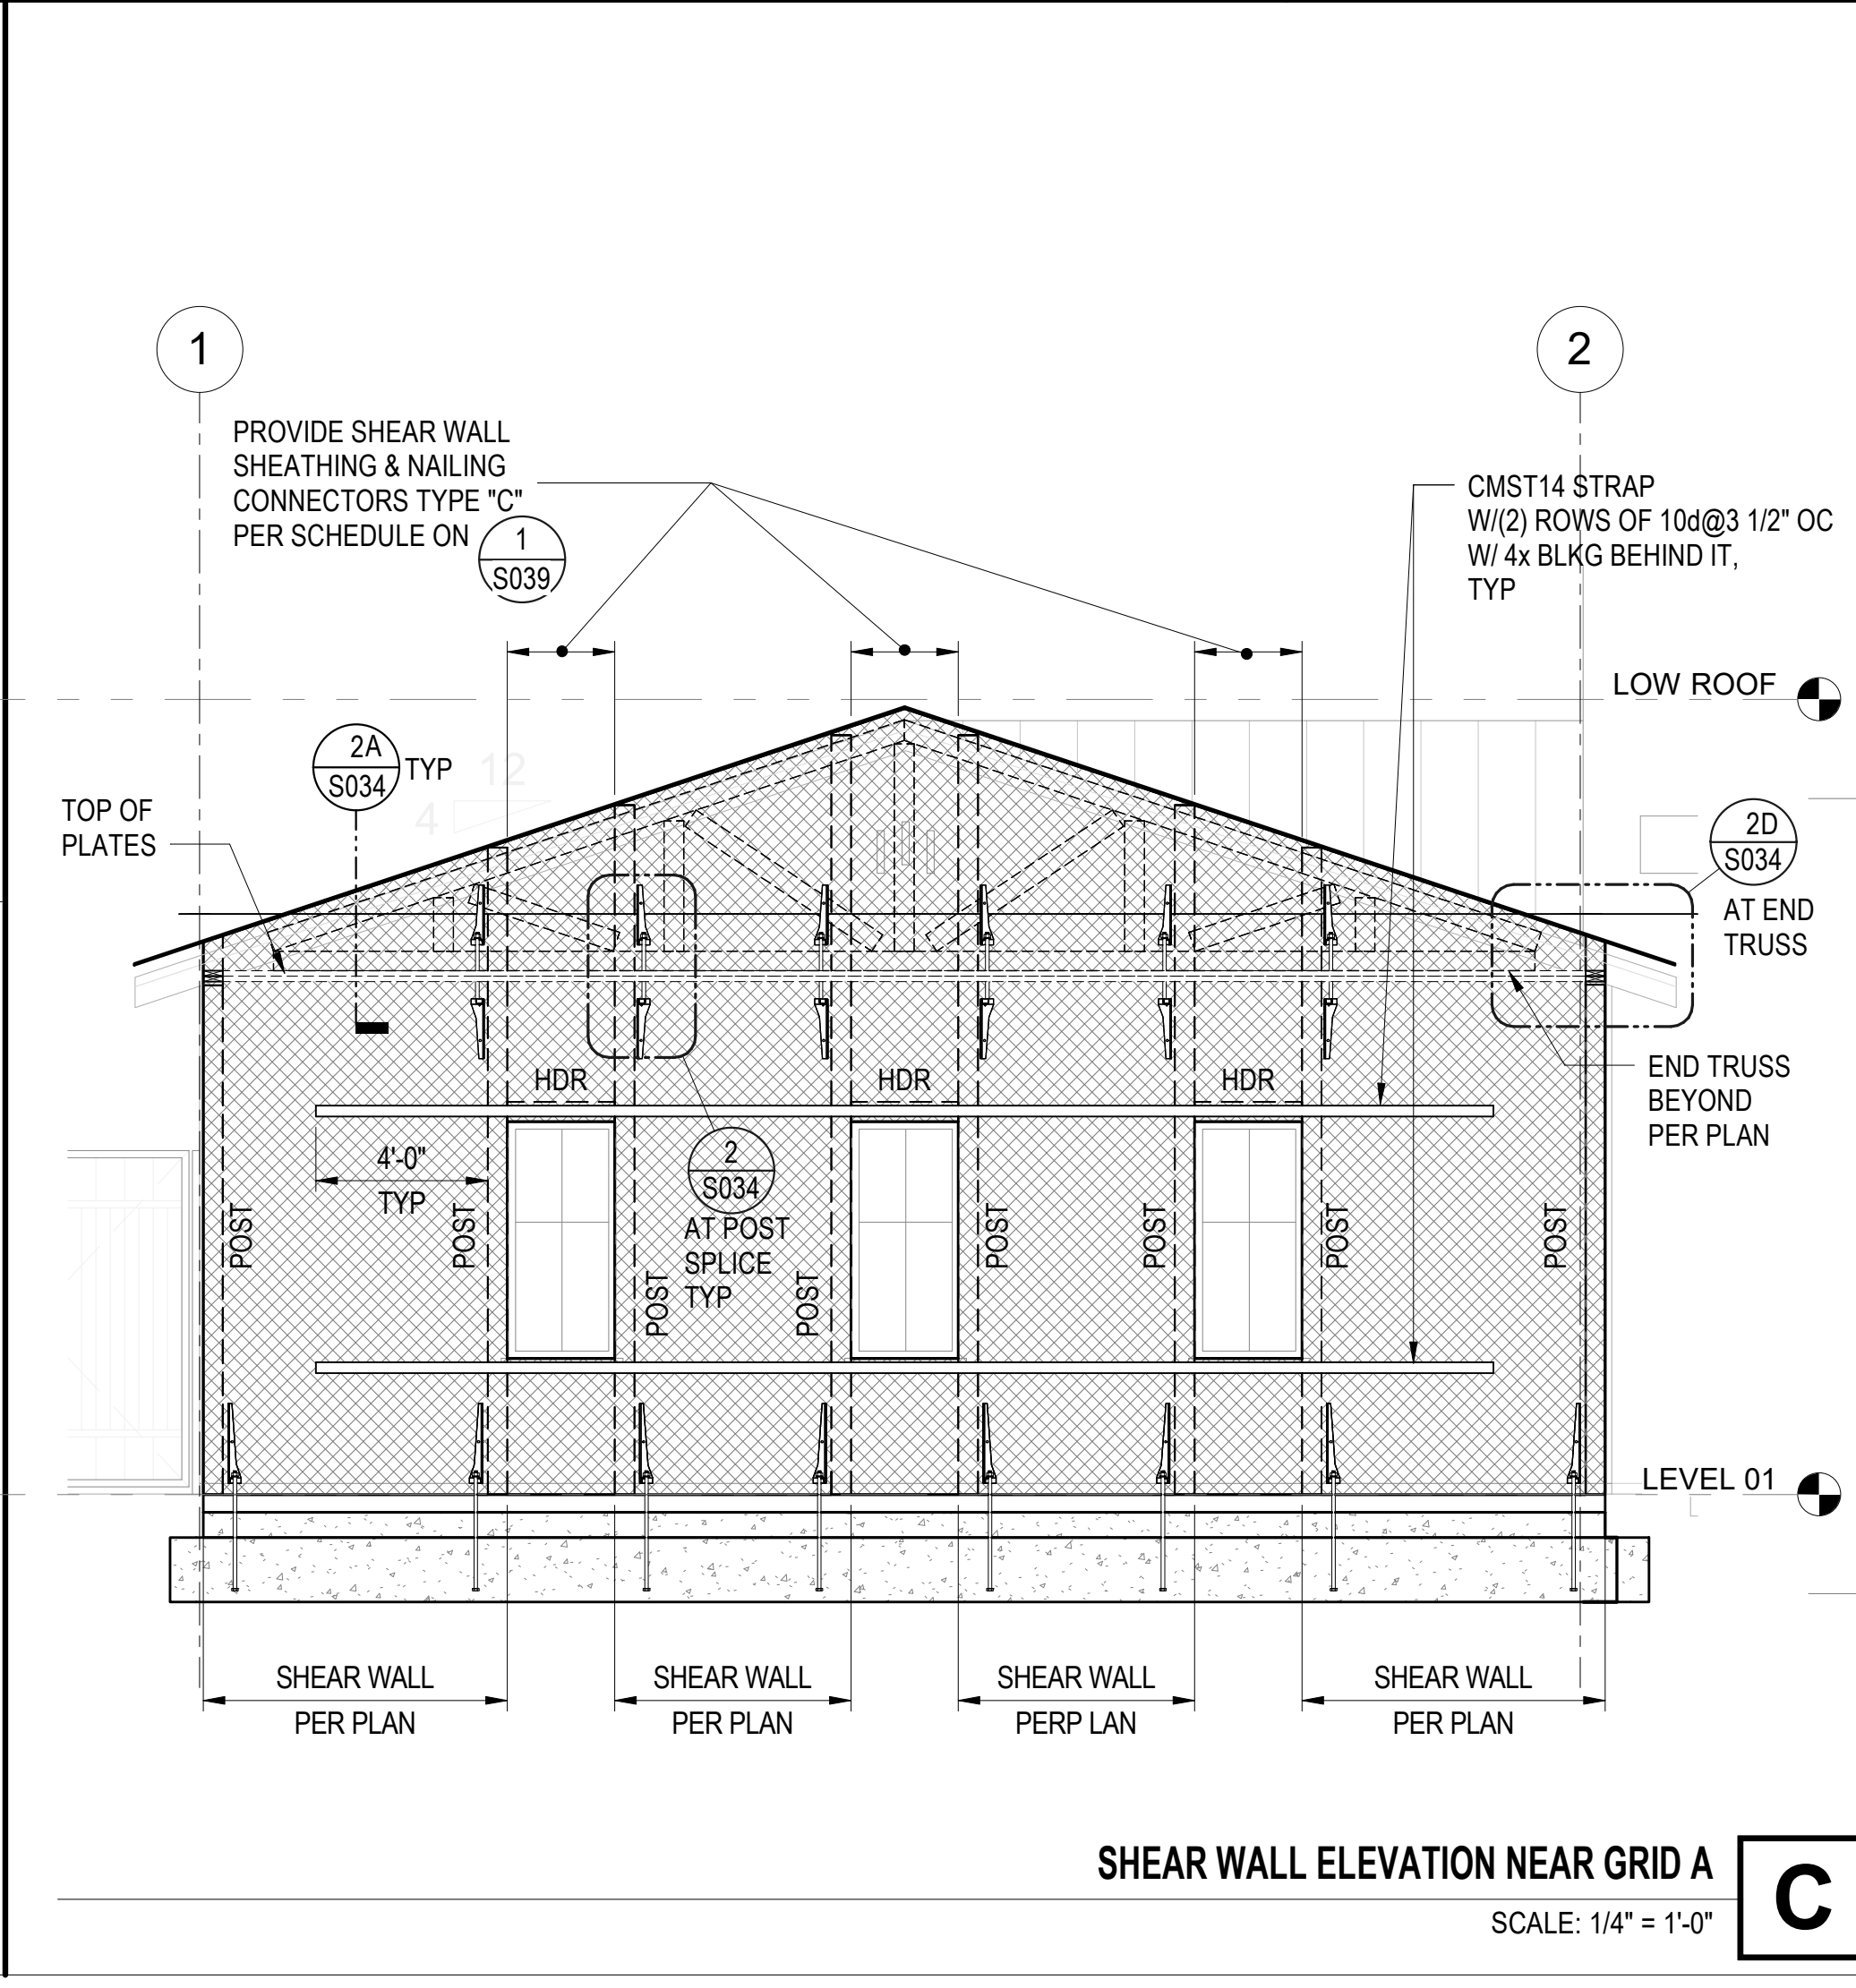 1
2
PROVIDE SHEAR WALL
SHEATHING & NAILING
CONNECTORS TYPE "C"
PER SCHEDULE ON
1
S039
CMST14 STRAP
W/(2) ROWS OF 10d@3 1/2" OC
W/ 4x BLKG BEHIND IT,
TYP
LOW ROOF
2A
S034
TYP
12
4
TOP OF
PLATES
2D
S034
AT END
TRUSS
END TRUSS
BEYOND
PER PLAN
HDR
HDR
HDR
4'-0"
TYP
2
S034
AT POST
SPLICE
TYP
POST
POST
POST
POST
POST
POST
POST
POST
LEVEL 01
SHEAR WALL
PER PLAN
SHEAR WALL
PER PLAN
SHEAR WALL
PERP LAN
SHEAR WALL
PER PLAN
SHEAR WALL ELEVATION NEAR GRID A
SCALE: 1/4" = 1'-0"
C